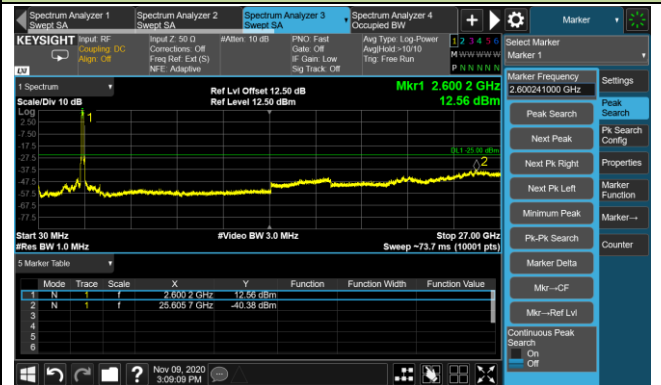 Spectrum Analyzer 1
Swept SA
Spectrum Analyzer 2
Swept SA
Spectrum Analyzer 3
Swept SA
Spectrum Analyzer 4
Occupied BW
Marker
KEYSIGHT
Input: RF
Coupling: DC
Align: Off
Input Z: 50 Ω
Corrections: Off
Freq Ref: Ext (S)
NFE: Adaptive
#Atten: 10 dB
PNO: Fast
Gate: Off
IF Gain: Low
Sig Track: Off
Avg Type: Log-Power
Avg|Hold:>10/10
Trig: Free Run
1 2 3 4 5 6
M W W W W W
P N N N N N
LXI
Select Marker
Marker 1
Marker Frequency
2.600241000 GHz
Peak Search
Next Peak
Next Pk Right
Next Pk Left
Minimum Peak
Pk-Pk Search
Marker Delta
Mkr→CF
Mkr→Ref Lvl
Continuous Peak
Search
On
Off
Settings
Peak
Search
Pk Search
Config
Properties
Marker
Function
Marker→
Counter
1 Spectrum
Scale/Div 10 dB
Ref Lvl Offset 12.50 dB
Ref Level 12.50 dBm
Mkr1 2.600 2 GHz
12.56 dBm
Log
2.50
-7.50
-17.5
-27.5
-37.5
-47.5
-57.5
-67.5
-77.5
1
DL1 -25.00 dBm
2
Start 30 MHz
#Res BW 1.0 MHz
#Video BW 3.0 MHz
Stop 27.00 GHz
Sweep ~73.7 ms (10001 pts)
5 Marker Table
Mode Trace Scale X Y Function Function Width Function Value
1 N 1 f 2.600 2 GHz 12.56 dBm
2 N 1 f 25.605 7 GHz -40.38 dBm
3
4
5
6
?
Nov 09, 2020
3:09:09 PM